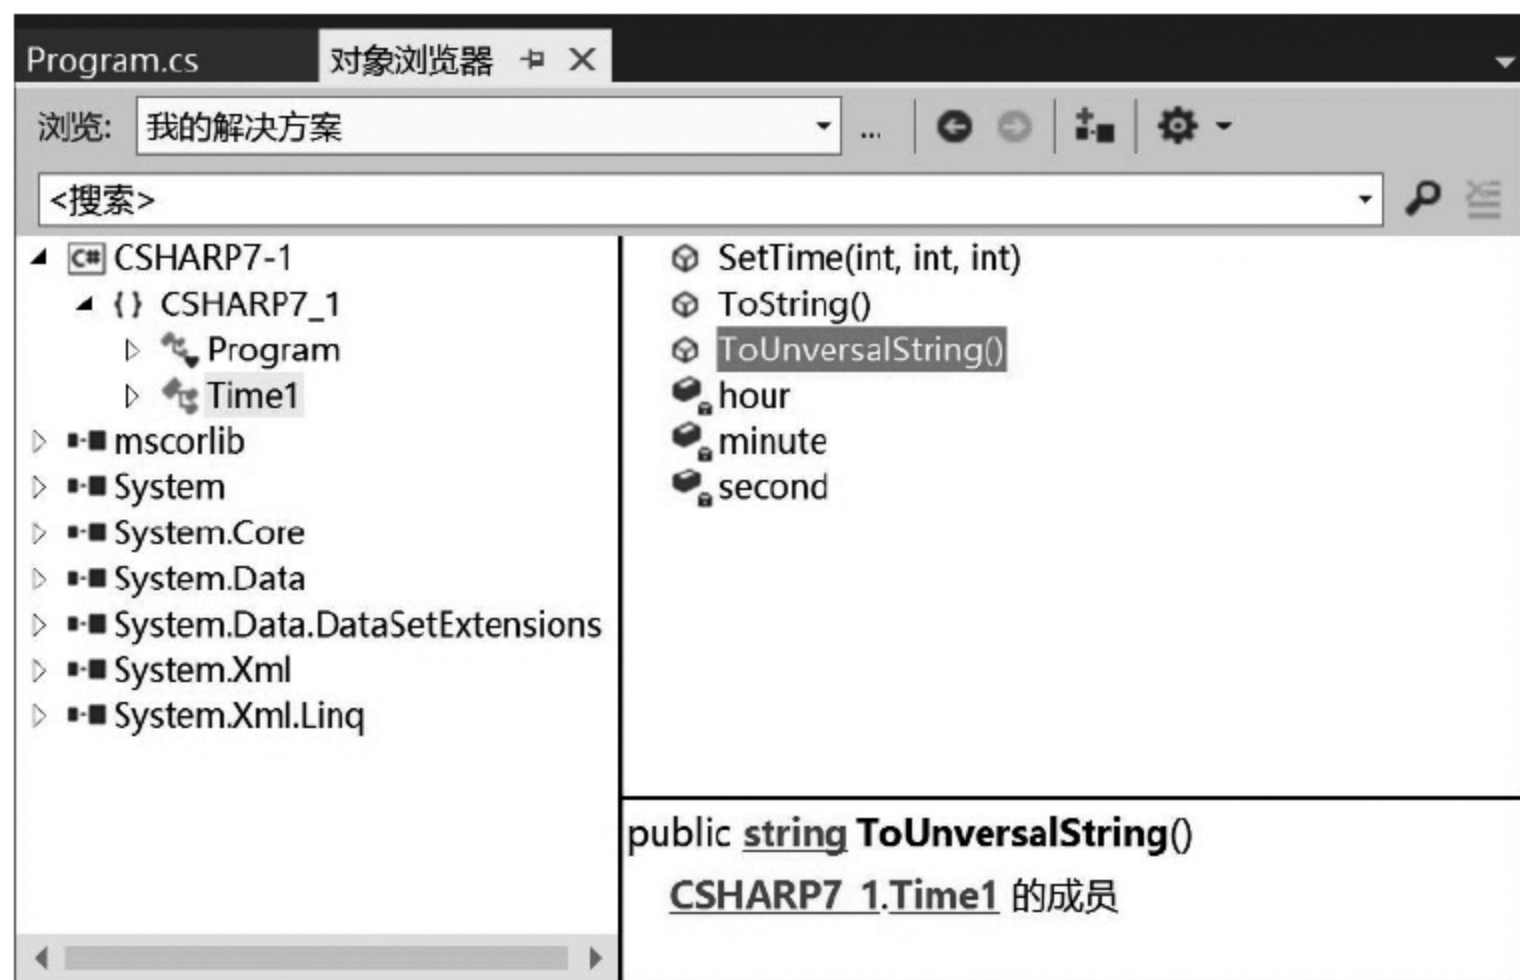 Program.cs 对象浏览器
浏览: 我的解决方案 ...
<搜索>
C# CSHARP7-1
{} CSHARP7_1
Program
Time1
mscorlib
System
System.Core
System.Data
System.Data.DataSetExtensions
System.Xml
System.Xml.Linq
SetTime(int, int, int)
ToString()
ToUnversalString()
hour
minute
second
public string ToUnversalString()
CSHARP7_1.Time1 的成员